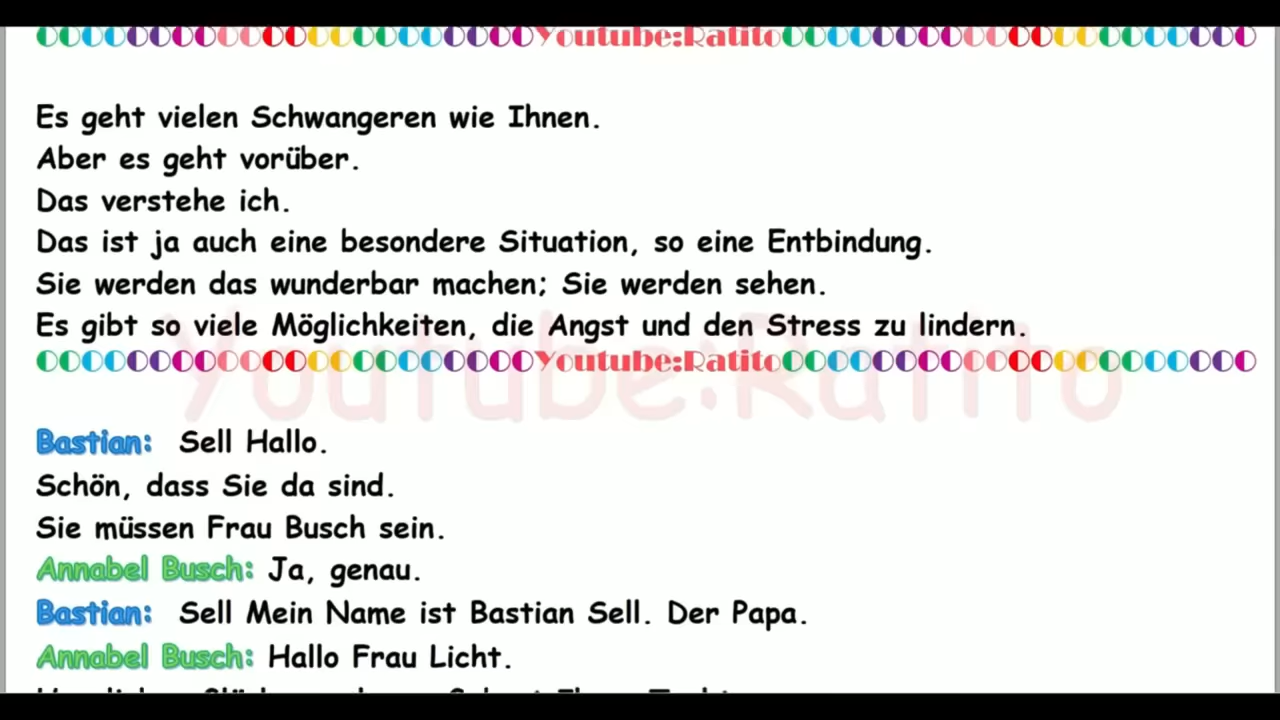 Youtube:Ratito
Es geht vielen Schwangeren wie Ihnen.
Aber es geht vorüber.
Das verstehe ich.
Das ist ja auch eine besondere Situation, so eine Entbindung.
Sie werden das wunderbar machen; Sie werden sehen.
Es gibt so viele Möglichkeiten, die Angst und den Stress zu lindern.
Youtube:Ratito
Youtube:Ratito
Bastian: Sell Hallo.
Schön, dass Sie da sind.
Sie müssen Frau Busch sein.
Annabel Busch: Ja, genau.
Bastian: Sell Mein Name ist Bastian Sell. Der Papa.
Annabel Busch: Hallo Frau Licht.